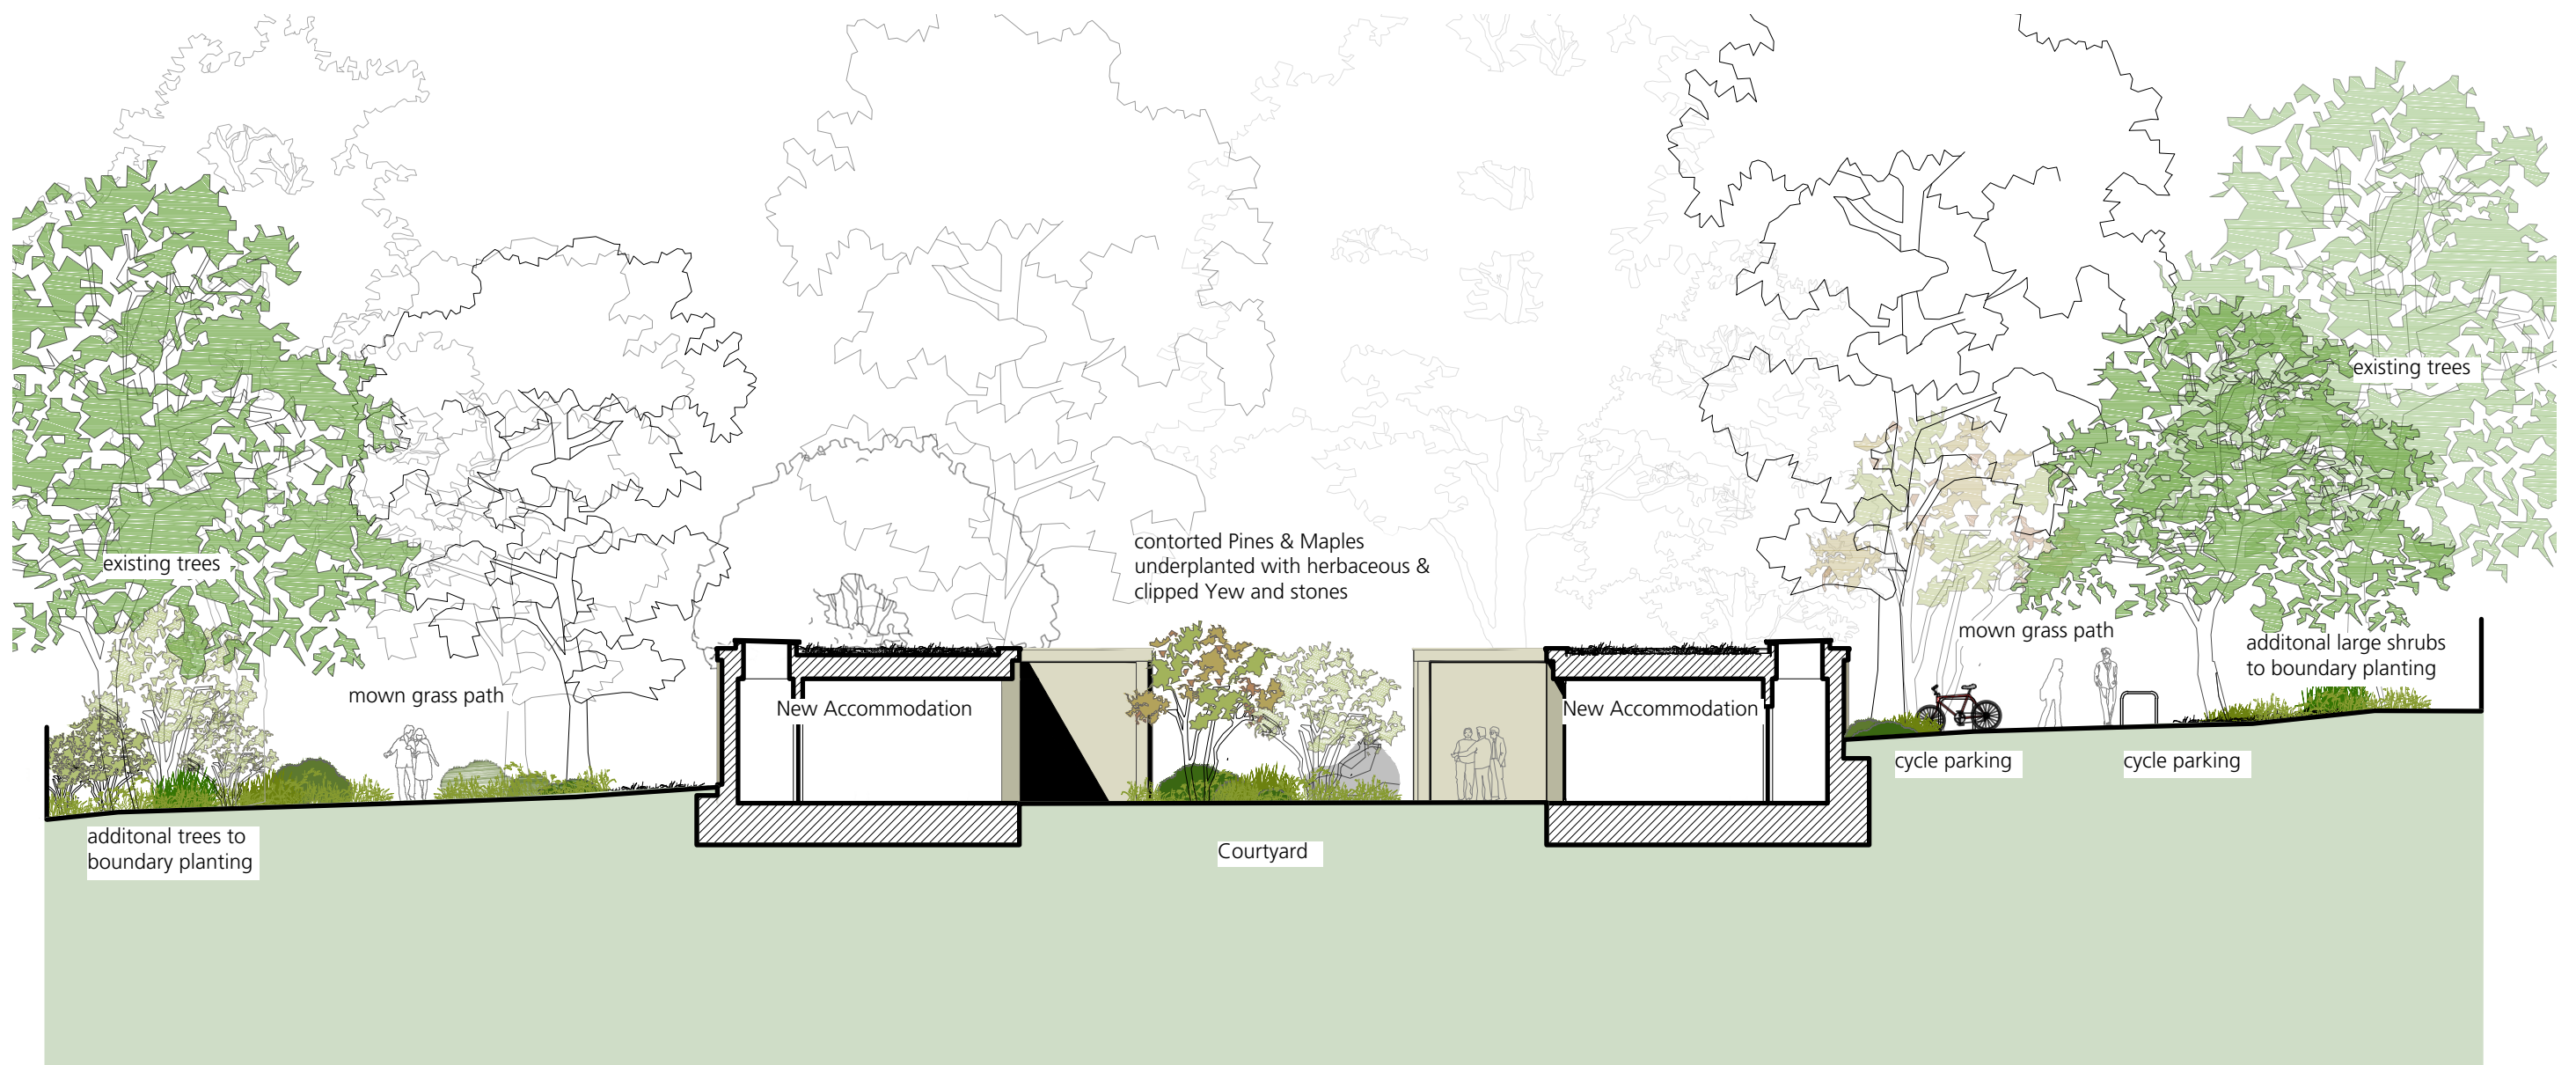 existing trees
contorted Pines & Maples
underplanted with herbaceous &
clipped Yew and stones
existing trees
mown grass path
additonal large shrubs
to boundary planting
mown grass path
New Accommodation
New Accommodation
cycle parking
cycle parking
additonal trees to
boundary planting
Courtyard